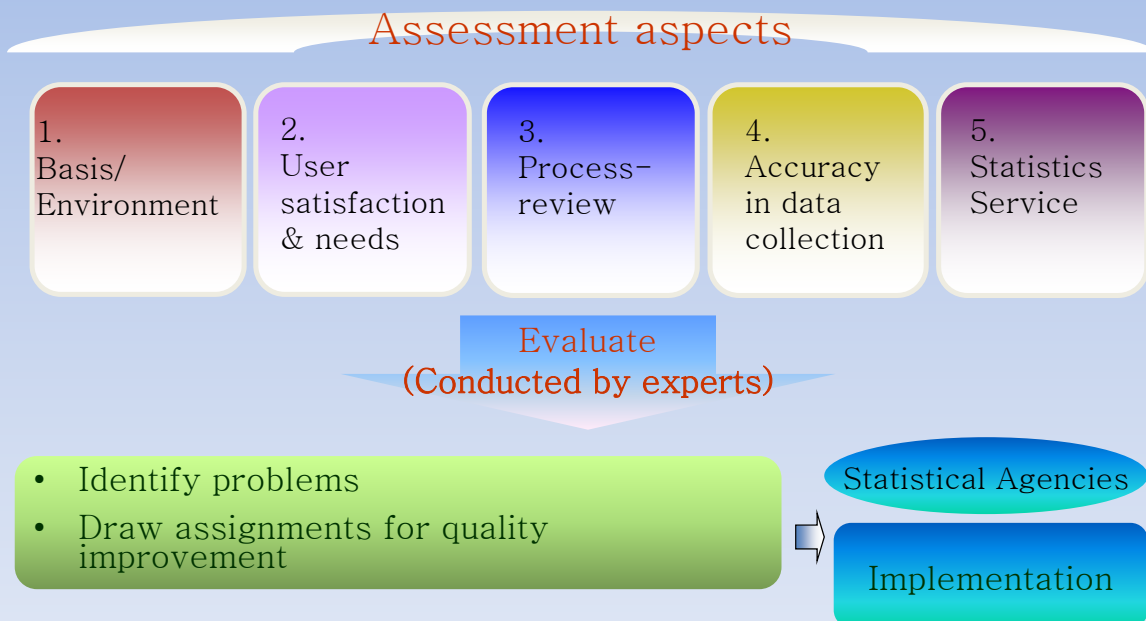 Assessment aspects
1.
Basis/
Environment
2.
User
satisfaction
& needs
3.
Process-
review
4.
Accuracy
in data
collection
5.
Statistics
Service
Evaluate
(Conducted by experts)
• Identify problems
• Draw assignments for quality
improvement
Statistical Agencies
Implementation